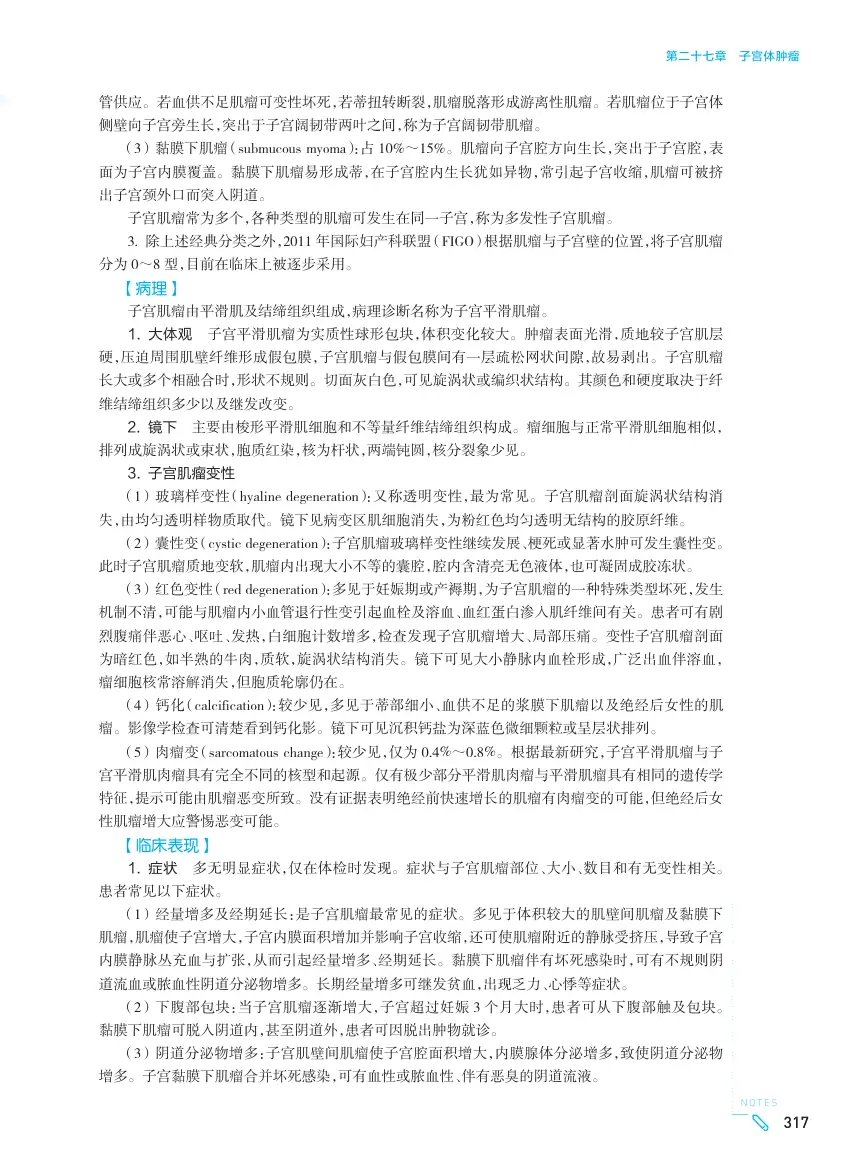 第二十七章 子宫体肿瘤
管供应。若血供不足肌瘤可变性坏死,若蒂扭转断裂,肌瘤脱落形成游离性肌瘤。若肌瘤位于子宫体
侧壁向子宫旁生长,突出于子宫阔韧带两叶之间,称为子宫阔韧带肌瘤。
(3)黏膜下肌瘤(submucous myoma):占 10%~15%。肌瘤向子宫腔方向生长,突出于子宫腔,表
面为子宫内膜覆盖。黏膜下肌瘤易形成蒂,在子宫腔内生长犹如异物,常引起子宫收缩,肌瘤可被挤
出子宫颈外口而突入阴道。
子宫肌瘤常为多个,各种类型的肌瘤可发生在同一子宫,称为多发性子宫肌瘤。
3. 除上述经典分类之外,2011 年国际妇产科联盟(FIGO)根据肌瘤与子宫壁的位置,将子宫肌瘤
分为 0~8 型,目前在临床上被逐步采用。
【病理】
子宫肌瘤由平滑肌及结缔组织组成,病理诊断名称为子宫平滑肌瘤。
1. 大体观 子宫平滑肌瘤为实质性球形包块,体积变化较大。肿瘤表面光滑,质地较子宫肌层
硬,压迫周围肌壁纤维形成假包膜,子宫肌瘤与假包膜间有一层疏松网状间隙,故易剥出。子宫肌瘤
长大或多个相融合时,形状不规则。切面灰白色,可见旋涡状或编织状结构。其颜色和硬度取决于纤
维结缔组织多少以及继发改变。
2. 镜下 主要由梭形平滑肌细胞和不等量纤维结缔组织构成。瘤细胞与正常平滑肌细胞相似,
排列成旋涡状或束状,胞质红染,核为杆状,两端钝圆,核分裂象少见。
3. 子宫肌瘤变性
(1)玻璃样变性(hyaline degeneration):又称透明变性,最为常见。子宫肌瘤剖面旋涡状结构消
失,由均匀透明样物质取代。镜下见病变区肌细胞消失,为粉红色均匀透明无结构的胶原纤维。
(2)囊性变(cystic degeneration):子宫肌瘤玻璃样变性继续发展、梗死或显著水肿可发生囊性变。
此时子宫肌瘤质地变软,肌瘤内出现大小不等的囊腔,腔内含清亮无色液体,也可凝固成胶冻状。
(3)红色变性(red degeneration):多见于妊娠期或产褥期,为子宫肌瘤的一种特殊类型坏死,发生
机制不清,可能与肌瘤内小血管退行性变引起血栓及溶血、血红蛋白渗入肌纤维间有关。患者可有剧
烈腹痛伴恶心、呕吐、发热,白细胞计数增多,检查发现子宫肌瘤增大、局部压痛。变性子宫肌瘤剖面
为暗红色,如半熟的牛肉,质软,旋涡状结构消失。镜下可见大小静脉内血栓形成,广泛出血伴溶血,
瘤细胞核常溶解消失,但胞质轮廓仍在。
(4)钙化(calcification):较少见,多见于蒂部细小、血供不足的浆膜下肌瘤以及绝经后女性的肌
瘤。影像学检查可清楚看到钙化影。镜下可见沉积钙盐为深蓝色微细颗粒或呈层状排列。
(5)肉瘤变(sarcomatous change):较少见,仅为 0.4%~0.8%。根据最新研究,子宫平滑肌瘤与子
宫平滑肌肉瘤具有完全不同的核型和起源。仅有极少部分平滑肌肉瘤与平滑肌瘤具有相同的遗传学
特征,提示可能由肌瘤恶变所致。没有证据表明绝经前快速增长的肌瘤有肉瘤变的可能,但绝经后女
性肌瘤增大应警惕恶变可能。
【临床表现】
1. 症状 多无明显症状,仅在体检时发现。症状与子宫肌瘤部位、大小、数目和有无变性相关。
患者常见以下症状。
(1)经量增多及经期延长:是子宫肌瘤最常见的症状。多见于体积较大的肌壁间肌瘤及黏膜下
肌瘤,肌瘤使子宫增大,子宫内膜面积增加并影响子宫收缩,还可使肌瘤附近的静脉受挤压,导致子宫
内膜静脉丛充血与扩张,从而引起经量增多、经期延长。黏膜下肌瘤伴有坏死感染时,可有不规则阴
道流血或脓血性阴道分泌物增多。长期经量增多可继发贫血,出现乏力、心悸等症状。
(2)下腹部包块:当子宫肌瘤逐渐增大,子宫超过妊娠 3 个月大时,患者可从下腹部触及包块。
黏膜下肌瘤可脱入阴道内,甚至阴道外,患者可因脱出肿物就诊。
(3)阴道分泌物增多:子宫肌壁间肌瘤使子宫腔面积增大,内膜腺体分泌增多,致使阴道分泌物
增多。子宫黏膜下肌瘤合并坏死感染,可有血性或脓血性、伴有恶臭的阴道流液。
NOTES
317